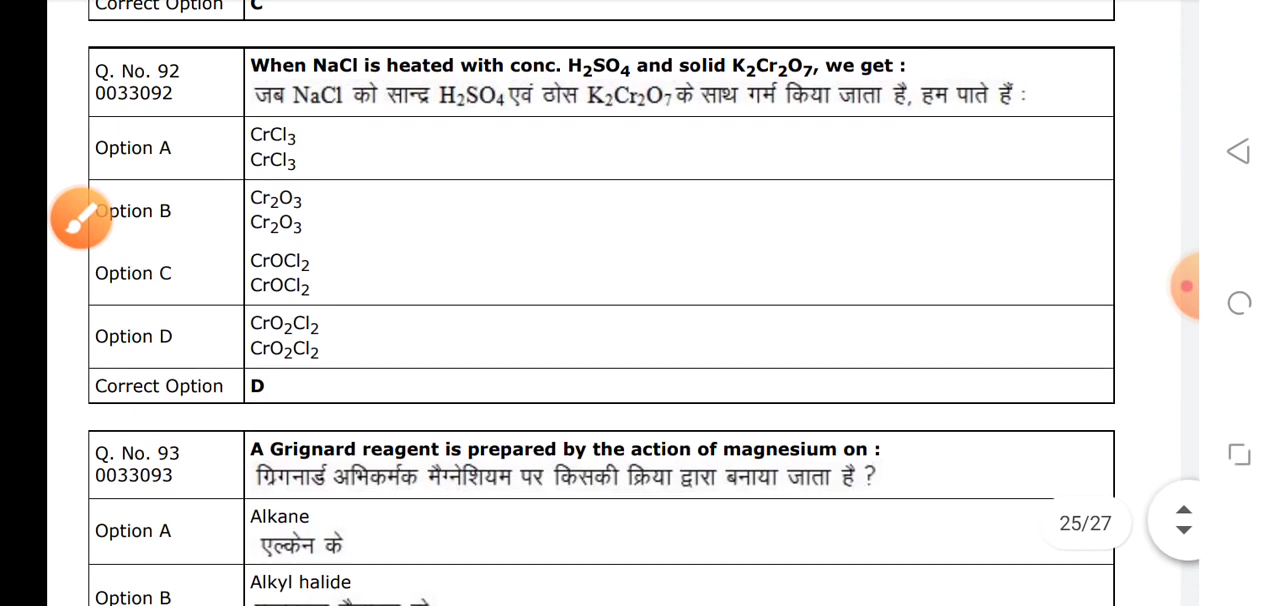 Correct Option C
Q. No. 92
0033092
When NaCl is heated with conc. H₂SO₄ and solid K₂Cr₂O₇, we get :
जब NaCl को सान्द्र H₂SO₄ एवं ठोस K₂Cr₂O₇ के साथ गर्म किया जाता है, हम पाते हैं :
Option A
CrCl₃
CrCl₃
Option B
Cr₂O₃
Cr₂O₃
Option C
CrOCl₂
CrOCl₂
Option D
CrO₂Cl₂
CrO₂Cl₂
Correct Option D
Q. No. 93
0033093
A Grignard reagent is prepared by the action of magnesium on :
ग्रिगनार्ड अभिकर्मक मैग्नेशियम पर किसकी क्रिया द्वारा बनाया जाता है ?
Option A
Alkane
एल्केन के
25/27
Option B
Alkyl halide